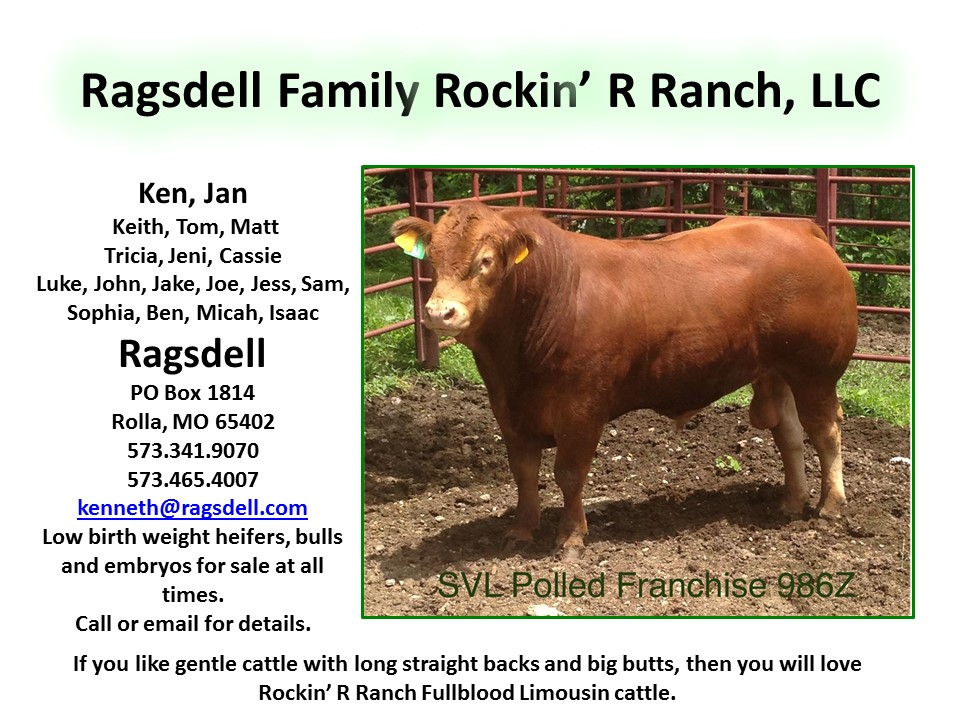 Ragsdell Family Rockin’ R Ranch, LLC
Ken, Jan
Keith, Tom, Matt
Tricia, Jeni, Cassie
Luke, John, Jake, Joe, Jess, Sam,
Sophia, Ben, Micah, Isaac
Ragsdell
PO Box 1814
Rolla, MO 65402
573.341.9070
573.465.4007
kenneth@ragsdell.com
Low birth weight heifers, bulls
and embryos for sale at all
times.
Call or email for details.
SVL Polled Franchise 986Z
If you like gentle cattle with long straight backs and big butts, then you will love
Rockin’ R Ranch Fullblood Limousin cattle.